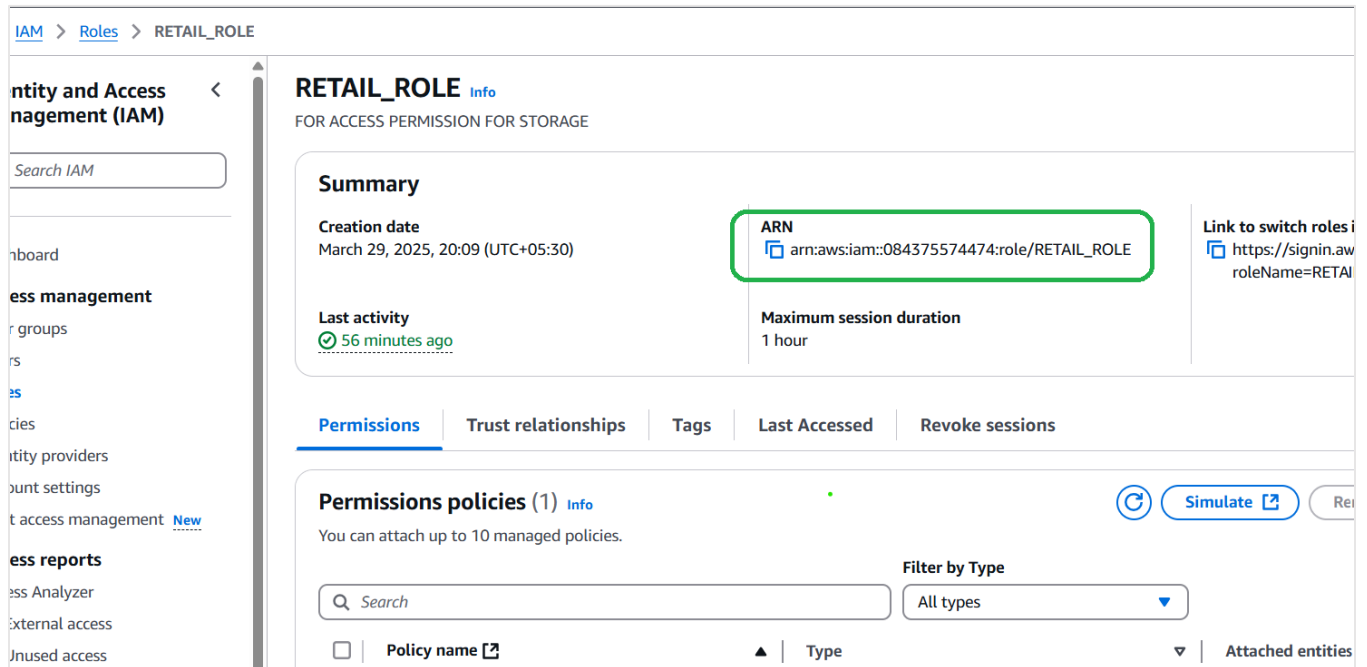 IAM > Roles > RETAIL_ROLE
ntity and Access
nagement (IAM)
Search IAM
hboard
ess management
r groups
rs
es
cies
ntity providers
ount settings
t access management New
ess reports
ess Analyzer
External access
Unused access
RETAIL_ROLE Info
FOR ACCESS PERMISSION FOR STORAGE
Summary
Creation date
March 29, 2025, 20:09 (UTC+05:30)
ARN
arn:aws:iam::084375574474:role/RETAIL_ROLE
Link to switch roles i
https://signin.aw
roleName=RETAI
Last activity
56 minutes ago
Maximum session duration
1 hour
Permissions
Trust relationships
Tags
Last Accessed
Revoke sessions
Permissions policies (1) Info
You can attach up to 10 managed policies.
Simulate
Re
Filter by Type
Search
All types
Policy name
Type
Attached entities